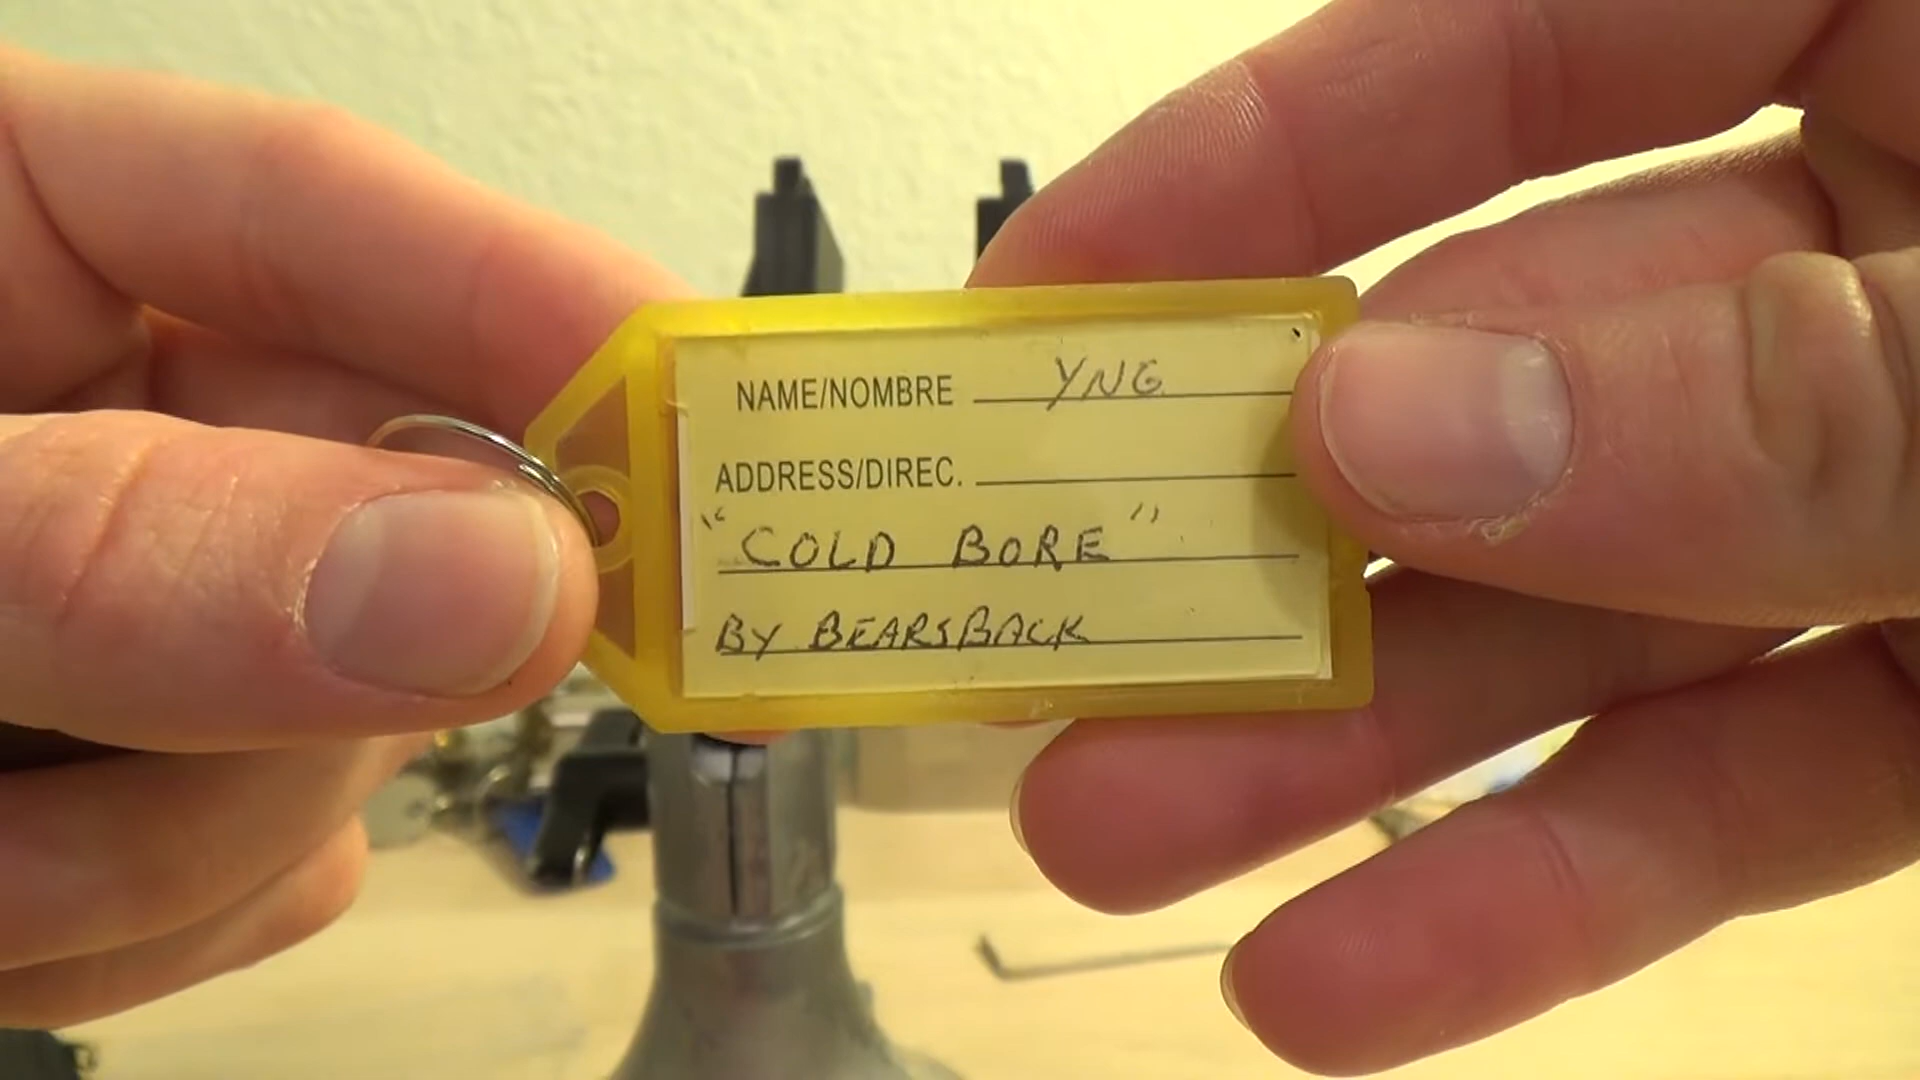 NAME/NOMBRE YNG
ADDRESS/DIREC.
"COLD BORE"
BY BEARSBACK